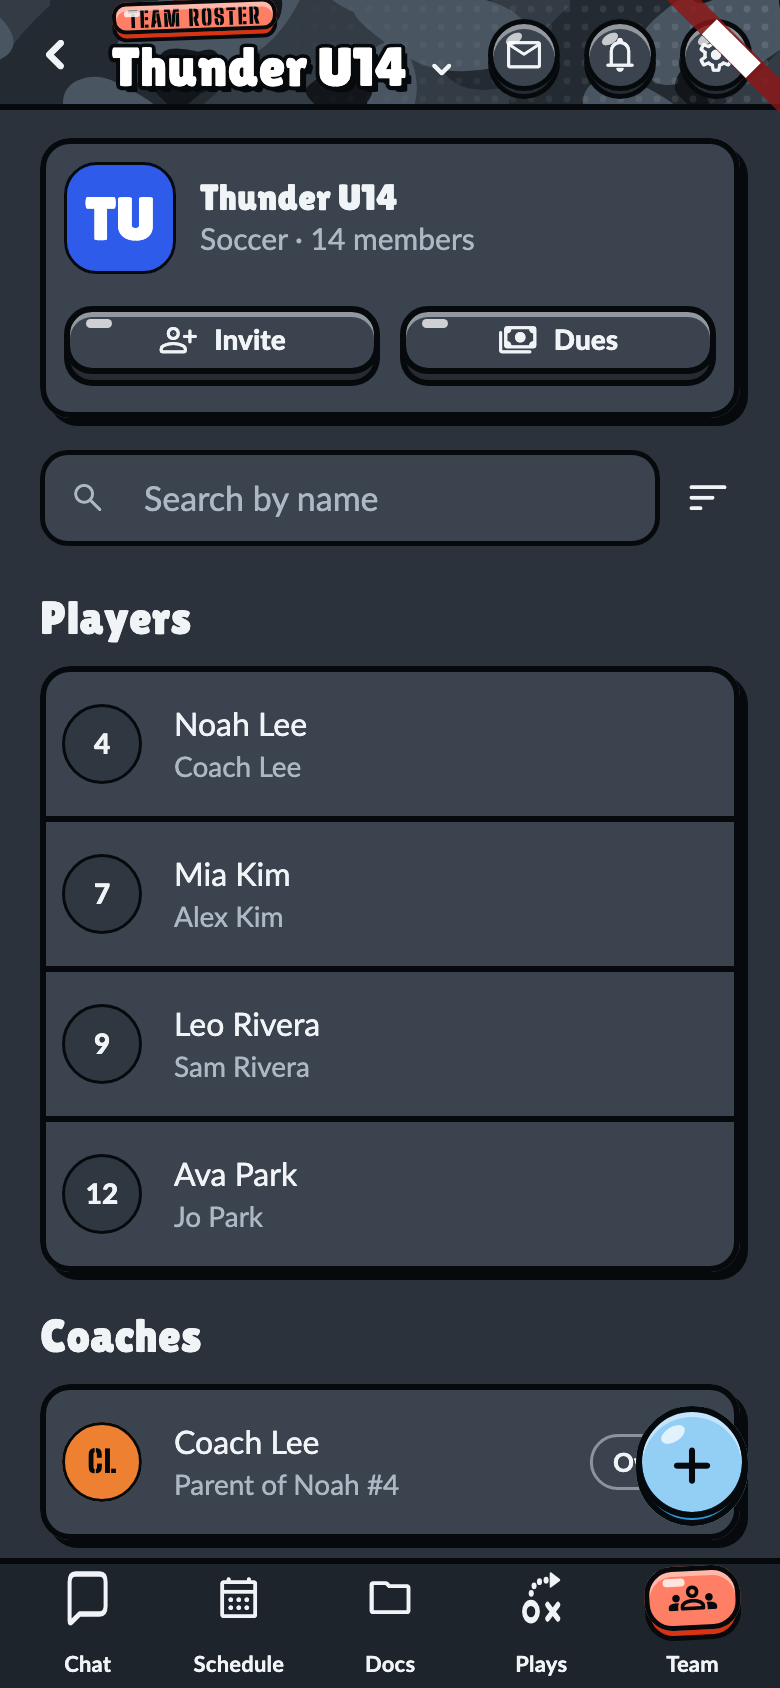 TEAM ROSTER
Thunder U14
TU
Thunder U14
Soccer · 14 members
Invite
Dues
Search by name
Players
4
Noah Lee
Coach Lee
7
Mia Kim
Alex Kim
9
Leo Rivera
Sam Rivera
12
Ava Park
Jo Park
Coaches
CL
Coach Lee
Parent of Noah #4
Chat
Schedule
Docs
Plays
Team